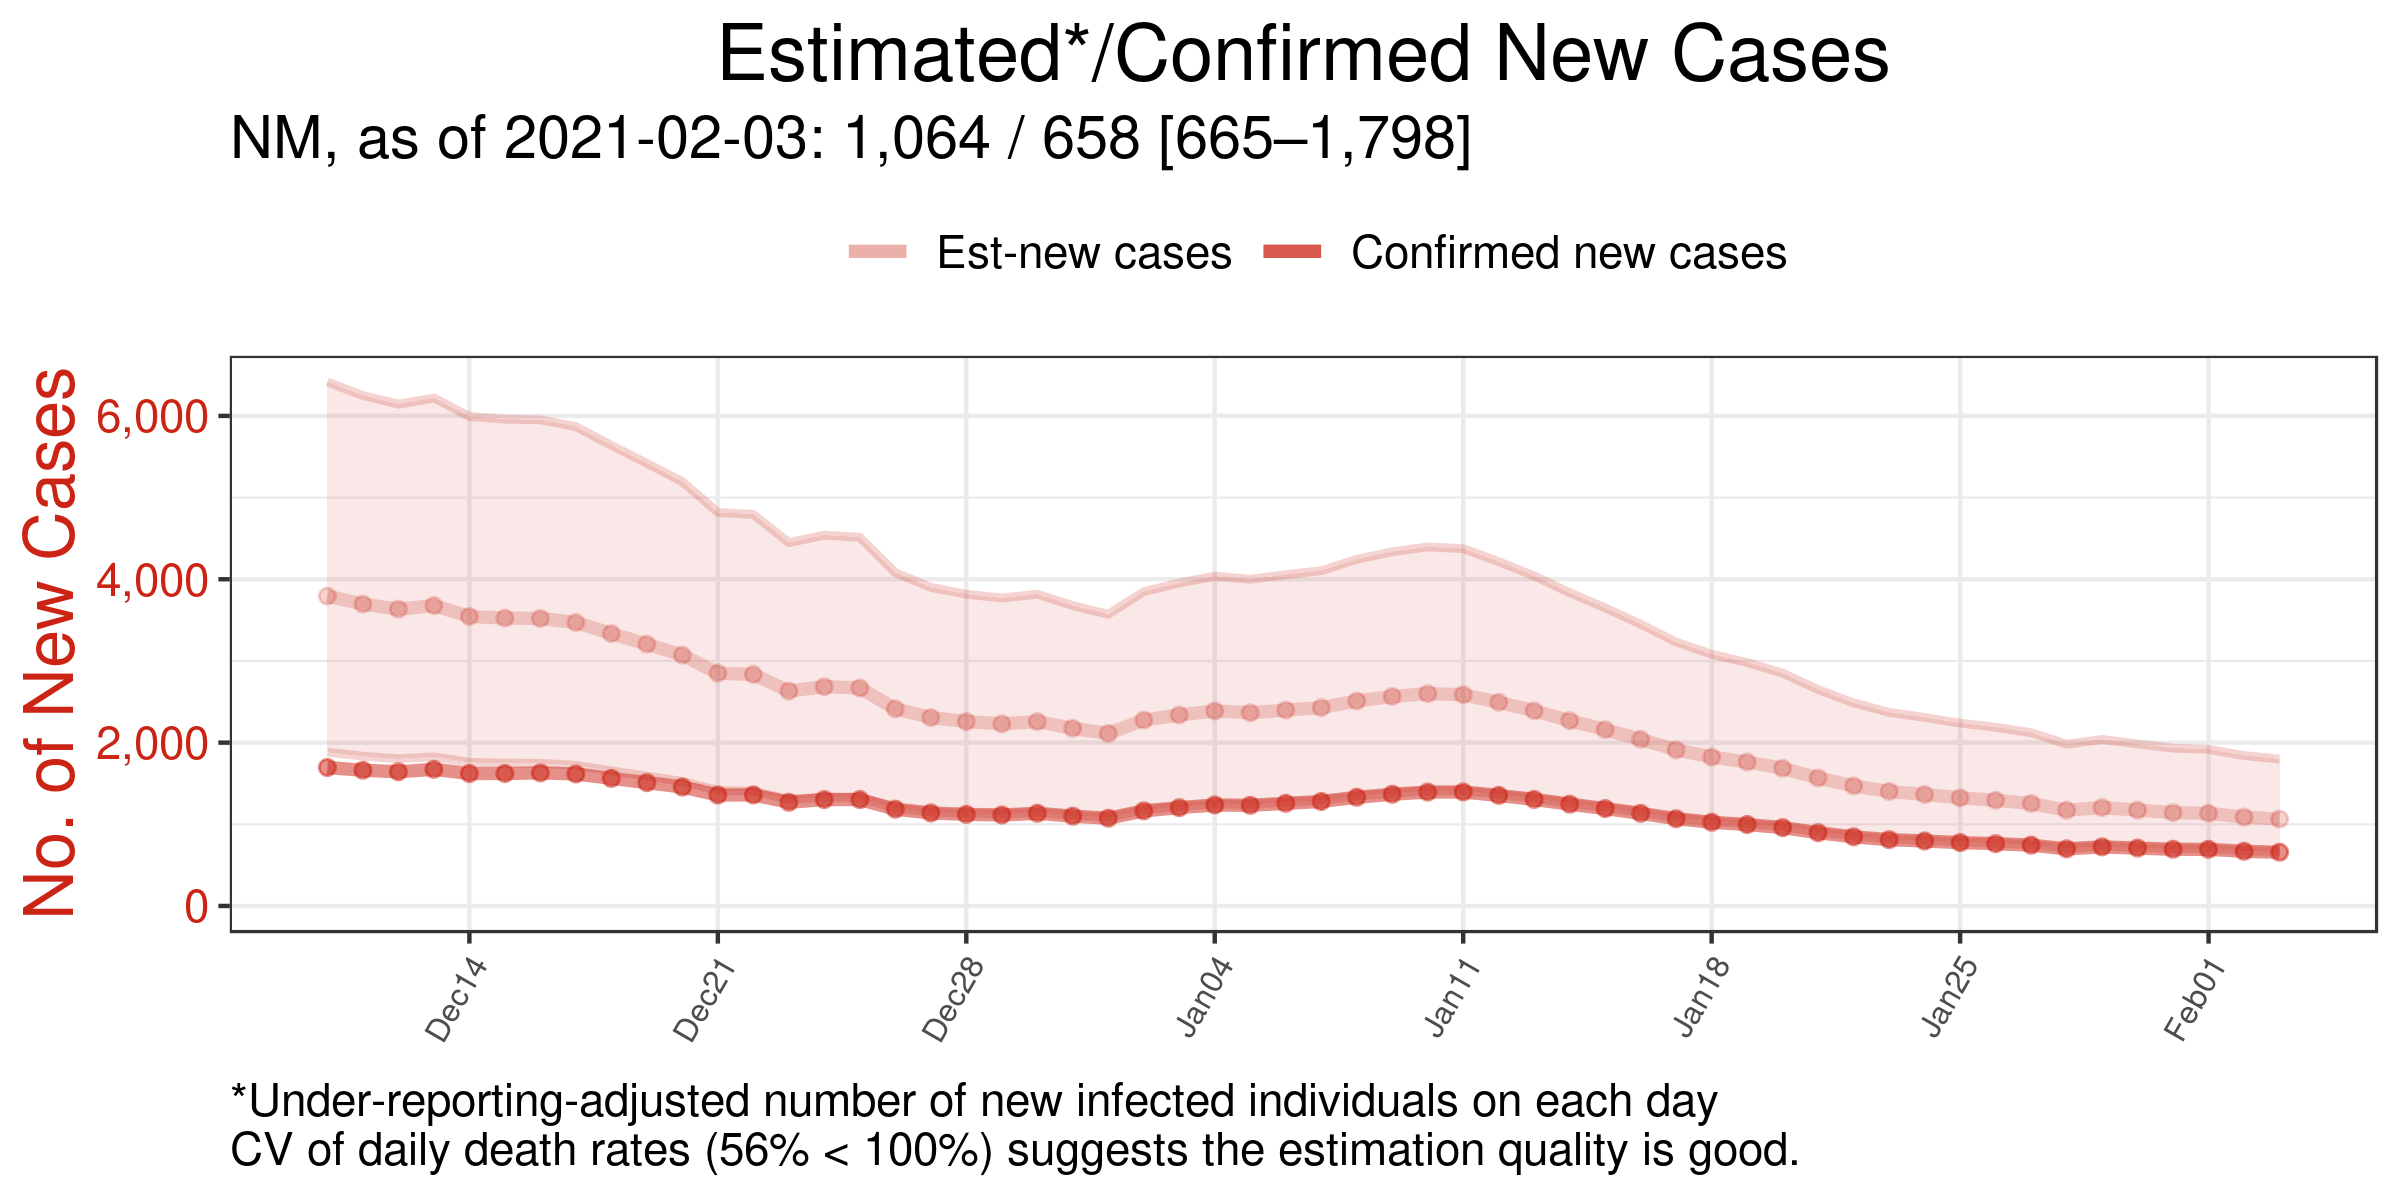 Estimated*/Confirmed New Cases
NM, as of 2021-02-03: 1,064 / 658 [665–1,798]
Est-new cases Confirmed new cases
No. of New Cases
6,000
4,000
2,000
0
Dec14 Dec21 Dec28 Jan04 Jan11 Jan18 Jan25 Feb01
*Under-reporting-adjusted number of new infected individuals on each day
CV of daily death rates (56% < 100%) suggests the estimation quality is good.